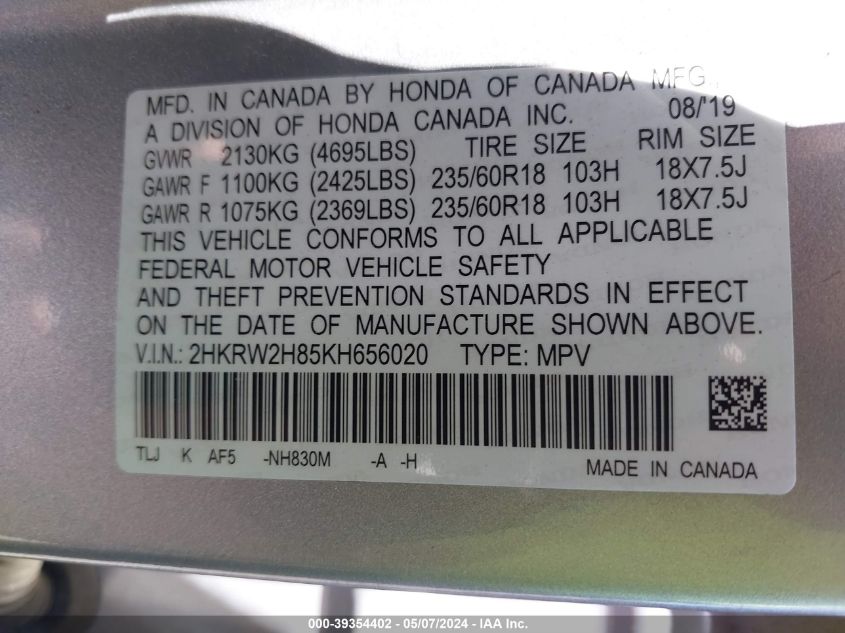 MFD. IN CANADA BY HONDA OF CANADA MFG.
A DIVISION OF HONDA CANADA INC. 08/'19
GVWR 2130KG (4695LBS) TIRE SIZE RIM SIZE
GAWR F 1100KG (2425LBS) 235/60R18 103H 18X7.5J
GAWR R 1075KG (2369LBS) 235/60R18 103H 18X7.5J
THIS VEHICLE CONFORMS TO ALL APPLICABLE
FEDERAL MOTOR VEHICLE SAFETY
AND THEFT PREVENTION STANDARDS IN EFFECT
ON THE DATE OF MANUFACTURE SHOWN ABOVE.
V.I.N.: 2HKRW2H85KH656020 TYPE: MPV
TLJ K AF5 -NH830M -A -H MADE IN CANADA
000-39354402 - 05/07/2024 - IAAI Inc.